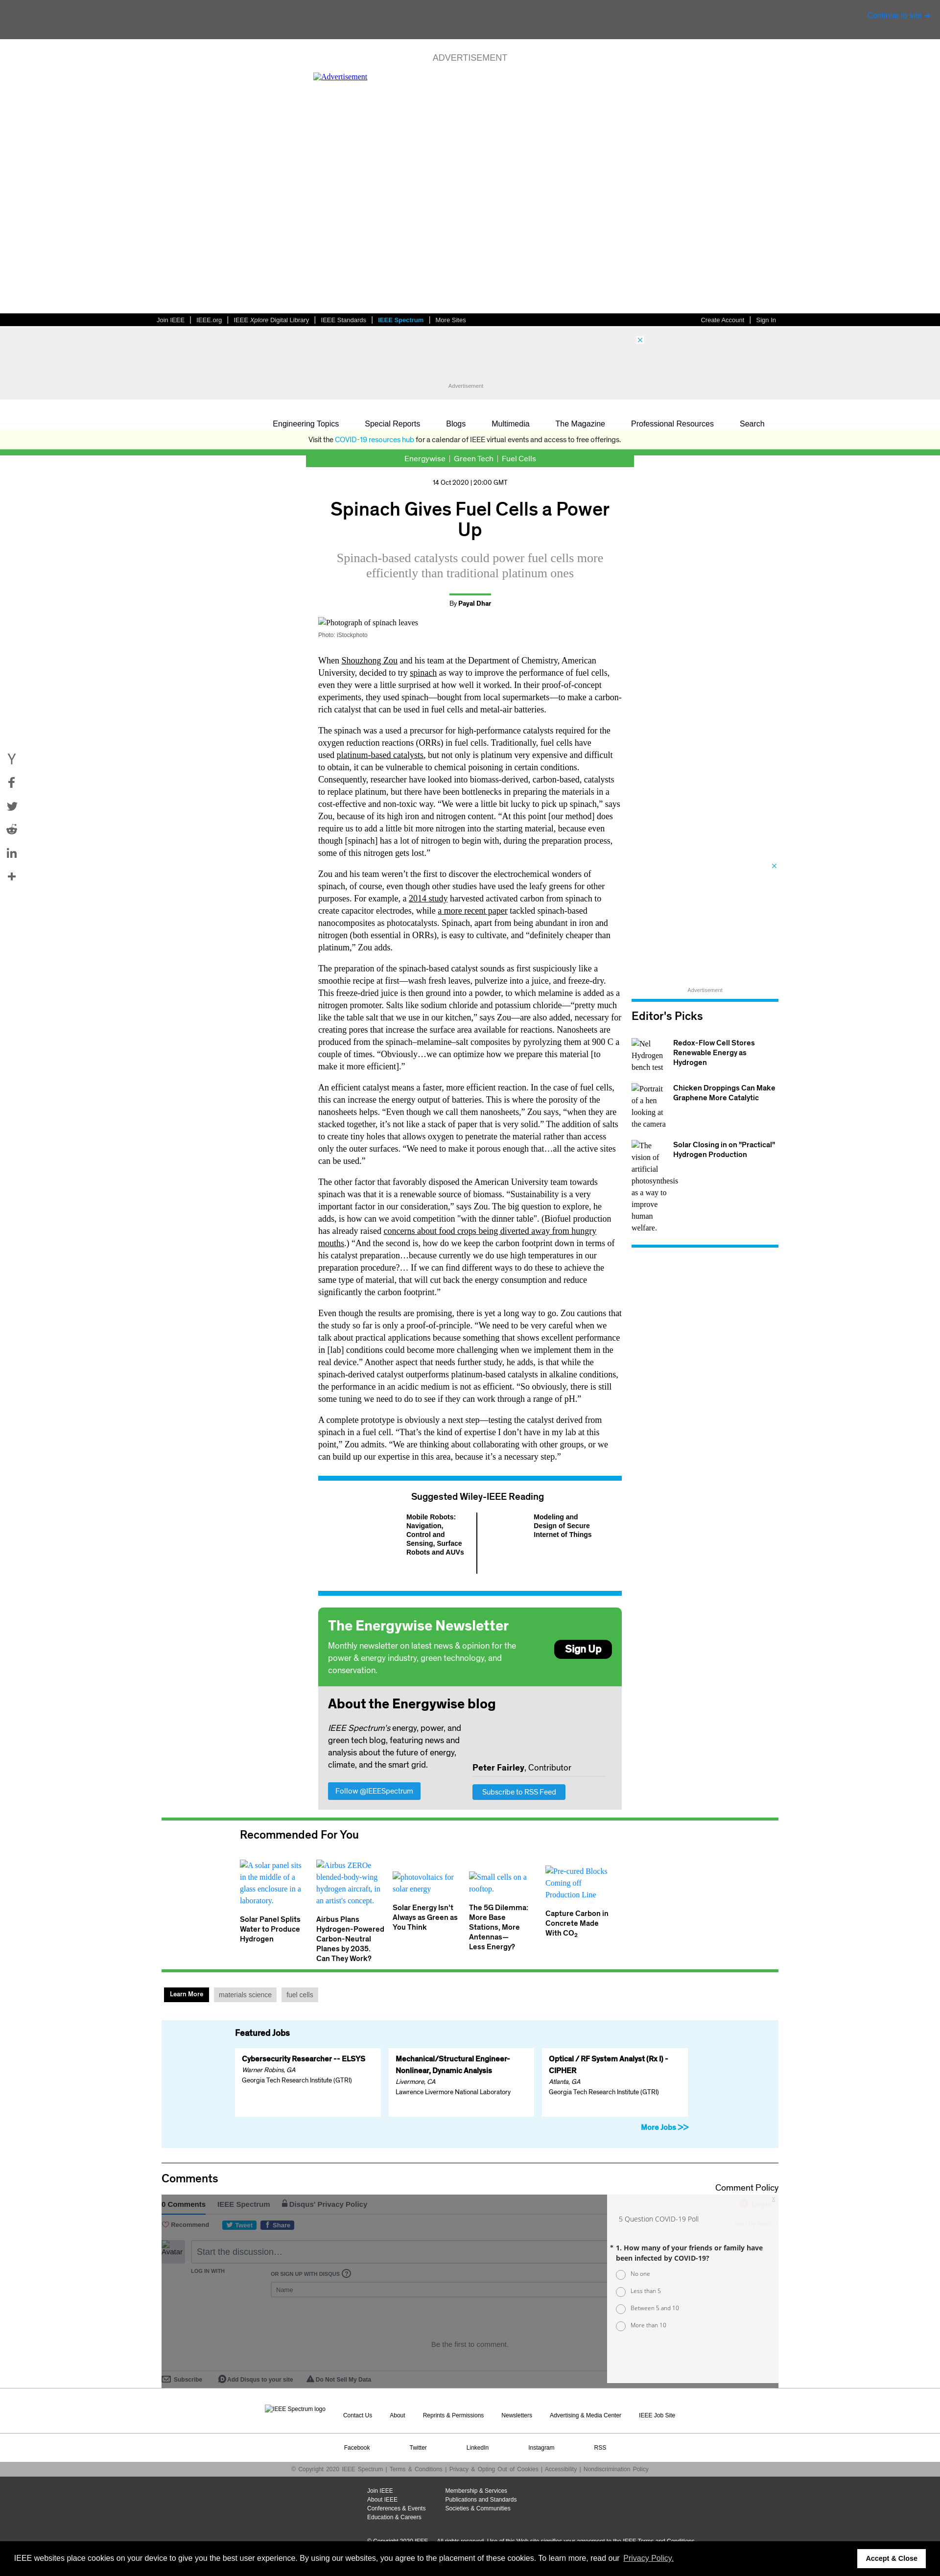 ADVERTISEMENT
Advertisement
Join IEEE | IEEE.org | IEEE Xplore Digital Library | IEEE Standards | IEEE Spectrum | More Sites
Create Account | Sign In
Advertisement
Engineering Topics Special Reports Blogs Multimedia The Magazine Professional Resources Search
Visit the COVID-19 resources hub for a calendar of IEEE virtual events and access to free offerings.
Energywise | Green Tech | Fuel Cells
14 Oct 2020 | 20:00 GMT
Spinach Gives Fuel Cells a Power
Up
Spinach-based catalysts could power fuel cells more
efficiently than traditional platinum ones
By Payal Dhar
Photograph of spinach leaves
Photo: iStockphoto
When Shouzhong Zou and his team at the Department of Chemistry, American
University, decided to try spinach as way to improve the performance of fuel cells,
even they were a little surprised at how well it worked. In their proof-of-concept
experiments, they used spinach—bought from local supermarkets—to make a carbon-
rich catalyst that can be used in fuel cells and metal-air batteries.
The spinach was a used a precursor for high-performance catalysts required for the
oxygen reduction reactions (ORRs) in fuel cells. Traditionally, fuel cells have
used platinum-based catalysts, but not only is platinum very expensive and difficult
to obtain, it can be vulnerable to chemical poisoning in certain conditions.
Consequently, researcher have looked into biomass-derived, carbon-based, catalysts
to replace platinum, but there have been bottlenecks in preparing the materials in a
cost-effective and non-toxic way. “We were a little bit lucky to pick up spinach,” says
Zou, because of its high iron and nitrogen content. “At this point [our method] does
require us to add a little bit more nitrogen into the starting material, because even
though [spinach] has a lot of nitrogen to begin with, during the preparation process,
some of this nitrogen gets lost.”
Zou and his team weren’t the first to discover the electrochemical wonders of
spinach, of course, even though other studies have used the leafy greens for other
purposes. For example, a 2014 study harvested activated carbon from spinach to
create capacitor electrodes, while a more recent paper tackled spinach-based
nanocomposites as photocatalysts. Spinach, apart from being abundant in iron and
nitrogen (both essential in ORRs), is easy to cultivate, and “definitely cheaper than
platinum,” Zou adds.
The preparation of the spinach-based catalyst sounds as first suspiciously like a
smoothie recipe at first—wash fresh leaves, pulverize into a juice, and freeze-dry.
This freeze-dried juice is then ground into a powder, to which melamine is added as a
nitrogen promoter. Salts like sodium chloride and potassium chloride—“pretty much
like the table salt that we use in our kitchen,” says Zou—are also added, necessary for
creating pores that increase the surface area available for reactions. Nanosheets are
produced from the spinach–melamine–salt composites by pyrolyzing them at 900 C a
couple of times. “Obviously…we can optimize how we prepare this material [to
make it more efficient].”
An efficient catalyst means a faster, more efficient reaction. In the case of fuel cells,
this can increase the energy output of batteries. This is where the porosity of the
nanosheets helps. “Even though we call them nanosheets,” Zou says, “when they are
stacked together, it’s not like a stack of paper that is very solid.” The addition of salts
to create tiny holes that allows oxygen to penetrate the material rather than access
only the outer surfaces. “We need to make it porous enough that…all the active sites
can be used.”
The other factor that favorably disposed the American University team towards
spinach was that it is a renewable source of biomass. “Sustainability is a very
important factor in our consideration,” says Zou. The big question to explore, he
adds, is how can we avoid competition "with the dinner table". (Biofuel production
has already raised concerns about food crops being diverted away from hungry
mouths.) “And the second is, how do we keep the carbon footprint down in terms of
his catalyst preparation…because currently we do use high temperatures in our
preparation procedure?… If we can find different ways to do these to achieve the
same type of material, that will cut back the energy consumption and reduce
significantly the carbon footprint.”
Even though the results are promising, there is yet a long way to go. Zou cautions that
the study so far is only a proof-of-principle. “We need to be very careful when we
talk about practical applications because something that shows excellent performance
in [lab] conditions could become more challenging when we implement them in the
real device.” Another aspect that needs further study, he adds, is that while the
spinach-derived catalyst outperforms platinum-based catalysts in alkaline conditions,
the performance in an acidic medium is not as efficient. “So obviously, there is still
some tuning we need to do to see if they can work through a range of pH.”
A complete prototype is obviously a next step—testing the catalyst derived from
spinach in a fuel cell. “That’s the kind of expertise I don’t have in my lab at this
point,” Zou admits. “We are thinking about collaborating with other groups, or we
can build up our expertise in this area, because it’s a necessary step.”
Advertisement
Editor's Picks
Nel Hydrogen bench test
Redox-Flow Cell Stores
Renewable Energy as
Hydrogen
Portrait of a hen looking at the camera
Chicken Droppings Can Make
Graphene More Catalytic
The vision of artificial photosynthesis as a way to improve human welfare.
Solar Closing in on "Practical"
Hydrogen Production
Suggested Wiley-IEEE Reading
Mobile Robots:
Navigation,
Control and
Sensing, Surface
Robots and AUVs
Modeling and
Design of Secure
Internet of Things
The Energywise Newsletter
Monthly newsletter on latest news & opinion for the
power & energy industry, green technology, and
conservation.
Sign Up
About the Energywise blog
IEEE Spectrum’s energy, power, and
green tech blog, featuring news and
analysis about the future of energy,
climate, and the smart grid.
Follow @IEEESpectrum
Peter Fairley, Contributor
Subscribe to RSS Feed
Recommended For You
A solar panel sits in the middle of a glass enclosure in a laboratory.
Solar Panel Splits
Water to Produce
Hydrogen
Airbus ZEROe blended-body-wing hydrogen aircraft, in an artist's concept.
Airbus Plans
Hydrogen-Powered
Carbon-Neutral
Planes by 2035.
Can They Work?
photovoltaics for solar energy
Solar Energy Isn’t
Always as Green as
You Think
Small cells on a rooftop.
The 5G Dilemma:
More Base
Stations, More
Antennas—
Less Energy?
Pre-cured Blocks Coming off Production Line
Capture Carbon in
Concrete Made
With CO2
Learn More materials science fuel cells
Featured Jobs
Cybersecurity Researcher -- ELSYS
Warner Robins, GA
Georgia Tech Research Institute (GTRI)
Mechanical/Structural Engineer-
Nonlinear, Dynamic Analysis
Livermore, CA
Lawrence Livermore National Laboratory
Optical / RF System Analyst (Rx I) -
CIPHER
Atlanta, GA
Georgia Tech Research Institute (GTRI)
More Jobs >>
Comments
Comment Policy
0 Comments IEEE Spectrum Disqus' Privacy Policy
Recommend Tweet Share
Avatar
Start the discussion…
LOG IN WITH
OR SIGN UP WITH DISQUS ?
Name
Be the first to comment.
Subscribe Add Disqus to your site Do Not Sell My Data
X
5 Question COVID-19 Poll
* 1. How many of your friends or family have
been infected by COVID-19?
No one
Less than 5
Between 5 and 10
More than 10
IEEE Spectrum logo
Contact Us About Reprints & Permissions Newsletters Advertising & Media Center IEEE Job Site
Facebook Twitter LinkedIn Instagram RSS
© Copyright 2020 IEEE Spectrum | Terms & Conditions | Privacy & Opting Out of Cookies | Accessibility | Nondiscrimination Policy
Join IEEE
About IEEE
Conferences & Events
Education & Careers
Membership & Services
Publications and Standards
Societies & Communities
IEEE websites place cookies on your device to give you the best user experience. By using our websites, you agree to the placement of these cookies. To learn more, read our Privacy Policy.
Accept & Close